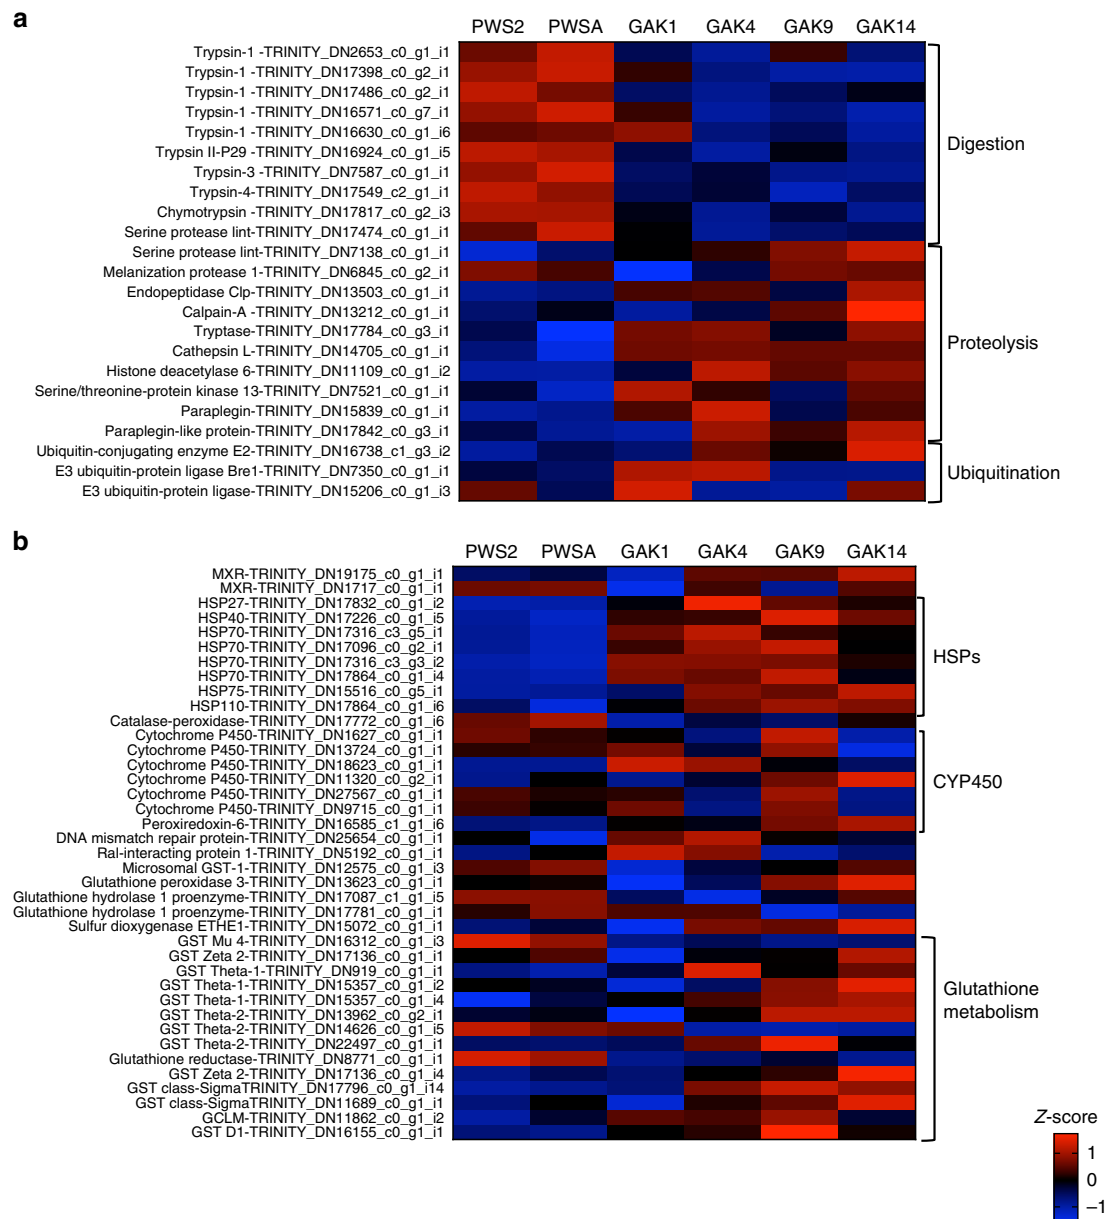 a
PWS2 PWSA GAK1 GAK4 GAK9 GAK14
Trypsin-1 -TRINITY_DN2653_c0_g1_i1
Trypsin-1 -TRINITY_DN17398_c0_g2_i1
Trypsin-1 -TRINITY_DN17486_c0_g2_i1
Trypsin-1 -TRINITY_DN16571_c0_g7_i1
Trypsin-1 -TRINITY_DN16630_c0_g1_i6
Trypsin II-P29 -TRINITY_DN16924_c0_g1_i5
Trypsin-3 -TRINITY_DN7587_c0_g1_i1
Trypsin-4-TRINITY_DN17549_c2_g1_i1
Chymotrypsin -TRINITY_DN17817_c0_g2_i3
Serine protease lint-TRINITY_DN17474_c0_g1_i1
Digestion
Serine protease lint-TRINITY_DN7138_c0_g1_i1
Melanization protease 1-TRINITY_DN6845_c0_g2_i1
Endopeptidase Clp-TRINITY_DN13503_c0_g1_i1
Calpain-A -TRINITY_DN13212_c0_g1_i1
Tryptase-TRINITY_DN17784_c0_g3_i1
Cathepsin L-TRINITY_DN14705_c0_g1_i1
Histone deacetylase 6-TRINITY_DN11109_c0_g1_i2
Serine/threonine-protein kinase 13-TRINITY_DN7521_c0_g1_i1
Paraplegin-TRINITY_DN15839_c0_g1_i1
Paraplegin-like protein-TRINITY_DN17842_c0_g3_i1
Proteolysis
Ubiquitin-conjugating enzyme E2-TRINITY_DN16738_c1_g3_i2
E3 ubiquitin-protein ligase Bre1-TRINITY_DN7350_c0_g1_i1
E3 ubiquitin-protein ligase-TRINITY_DN15206_c0_g1_i3
Ubiquitination
b
PWS2 PWSA GAK1 GAK4 GAK9 GAK14
MXR-TRINITY_DN19175_c0_g1_i1
MXR-TRINITY_DN1717_c0_g1_i1
HSP27-TRINITY_DN17832_c0_g1_i2
HSP40-TRINITY_DN17226_c0_g1_i5
HSP70-TRINITY_DN17316_c3_g5_i1
HSP70-TRINITY_DN17096_c0_g2_i1
HSP70-TRINITY_DN17316_c3_g3_i2
HSP70-TRINITY_DN17864_c0_g1_i4
HSP75-TRINITY_DN15516_c0_g5_i1
HSP110-TRINITY_DN17864_c0_g1_i6
HSPs
Catalase-peroxidase-TRINITY_DN17772_c0_g1_i6
Cytochrome P450-TRINITY_DN1627_c0_g1_i1
Cytochrome P450-TRINITY_DN13724_c0_g1_i1
Cytochrome P450-TRINITY_DN18623_c0_g1_i1
Cytochrome P450-TRINITY_DN11320_c0_g2_i1
Cytochrome P450-TRINITY_DN27567_c0_g1_i1
Cytochrome P450-TRINITY_DN9715_c0_g1_i1
Peroxiredoxin-6-TRINITY_DN16585_c1_g1_i6
CYP450
DNA mismatch repair protein-TRINITY_DN25654_c0_g1_i1
Ral-interacting protein 1-TRINITY_DN5192_c0_g1_i1
Microsomal GST-1-TRINITY_DN12575_c0_g1_i3
Glutathione peroxidase 3-TRINITY_DN13623_c0_g1_i1
Glutathione hydrolase 1 proenzyme-TRINITY_DN17087_c1_g1_i5
Glutathione hydrolase 1 proenzyme-TRINITY_DN17781_c0_g1_i1
Sulfur dioxygenase ETHE1-TRINITY_DN15072_c0_g1_i1
GST Mu 4-TRINITY_DN16312_c0_g1_i3
GST Zeta 2-TRINITY_DN17136_c0_g1_i1
GST Theta-1-TRINITY_DN919_c0_g1_i1
GST Theta-1-TRINITY_DN15357_c0_g1_i2
GST Theta-1-TRINITY_DN15357_c0_g1_i4
GST Theta-2-TRINITY_DN13962_c0_g2_i1
GST Theta-2-TRINITY_DN14626_c0_g1_i5
GST Theta-2-TRINITY_DN22497_c0_g1_i1
Glutathione reductase-TRINITY_DN8771_c0_g1_i1
GST Zeta 2-TRINITY_DN17136_c0_g1_i4
GST class-SigmaTRINITY_DN17796_c0_g1_i14
GST class-SigmaTRINITY_DN11689_c0_g1_i1
GCLM-TRINITY_DN11862_c0_g1_i2
GST D1-TRINITY_DN16155_c0_g1_i1
Glutathione
metabolism
Z-score
1
0
−1